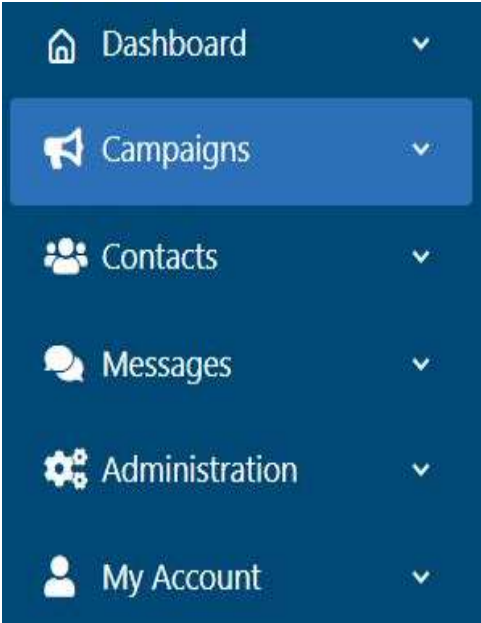 Dashboard
Campaigns
Contacts
Messages
Administration
My Account